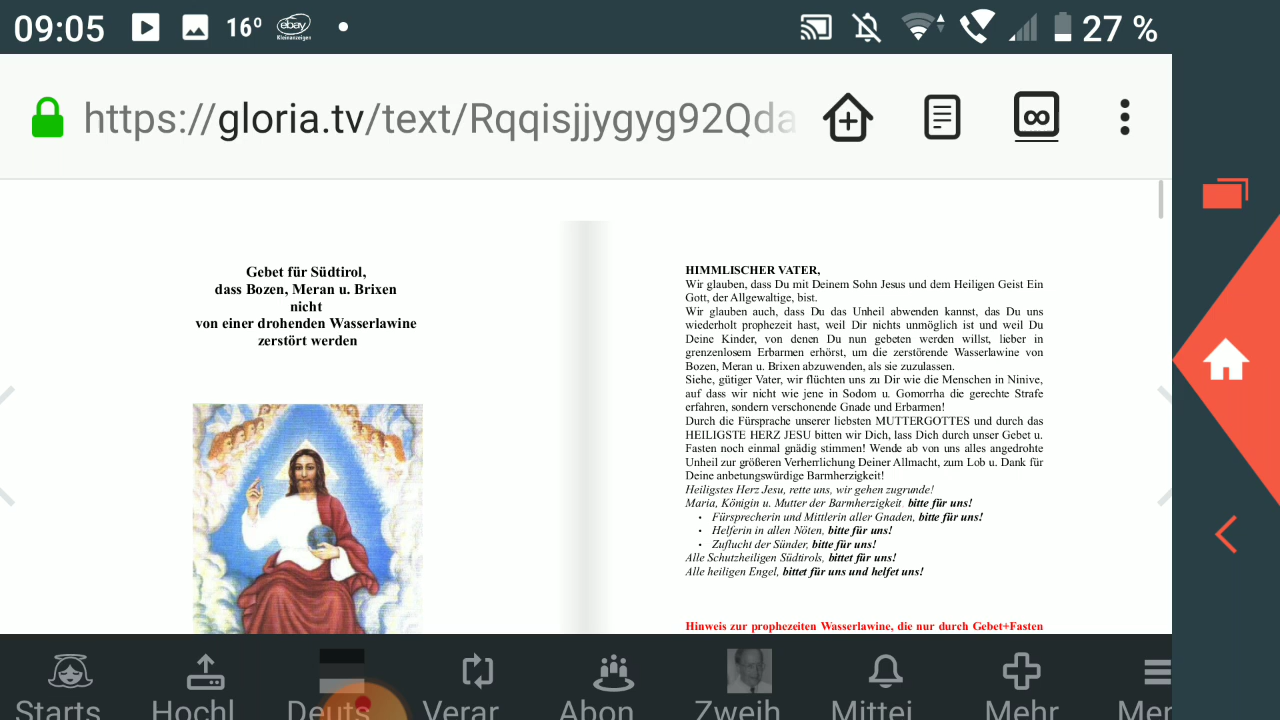 09:05
16°
ebay
Kleinanzeigen
27 %
https://gloria.tv/text/Rqqisjjygyg92Qda
Gebet für Südtirol,
dass Bozen, Meran u. Brixen
nicht
von einer drohenden Wasserlawine
zerstört werden
HIMMLISCHER VATER,
Wir glauben, dass Du mit Deinem Sohn Jesus und dem Heiligen Geist Ein
Gott, der Allgewaltige, bist.
Wir glauben auch, dass Du das Unheil abwenden kannst, das Du uns
wiederholt prophezeit hast, weil Dir nichts unmöglich ist und weil Du
Deine Kinder, von denen Du nun gebeten werden willst, lieber in
grenzenlosem Erbarmen erhörst, um die zerstörende Wasserlawine von
Bozen, Meran u. Brixen abzuwenden, als sie zuzulassen.
Siehe, gütiger Vater, wir flüchten uns zu Dir wie die Menschen in Ninive,
auf dass wir nicht wie jene in Sodom u. Gomorrha die gerechte Strafe
erfahren, sondern verschonende Gnade und Erbarmen!
Durch die Fürsprache unserer liebsten MUTTERGOTTES und durch das
HEILIGSTE HERZ JESU bitten wir Dich, lass Dich durch unser Gebet u.
Fasten noch einmal gnädig stimmen! Wende ab von uns alles angedrohte
Unheil zur größeren Verherrlichung Deiner Allmacht, zum Lob u. Dank für
Deine anbetungswürdige Barmherzigkeit!
Heiligstes Herz Jesu, rette uns, wir gehen zugrunde!
Maria, Königin u. Mutter der Barmherzigkeit, bitte für uns!
• Fürsprecherin und Mittlerin aller Gnaden, bitte für uns!
• Helferin in allen Nöten, bitte für uns!
• Zuflucht der Sünder, bitte für uns!
Alle Schutzheiligen Südtirols, bittet für uns!
Alle heiligen Engel, bittet für uns und helfet uns!
Hinweis zur prophezeiten Wasserlawine, die nur durch Gebet+Fasten
Starts Hochl Deuts Verar Abon Zweih Mittei Mehr Mer